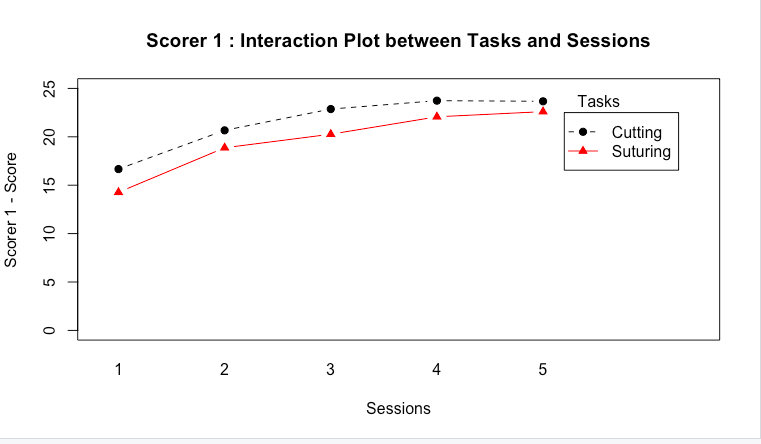 Scorer 1 : Interaction Plot between Tasks and Sessions
Scorer 1 - Score
25
20
15
10
5
0
Tasks
Cutting
Suturing
1 2 3 4 5
Sessions